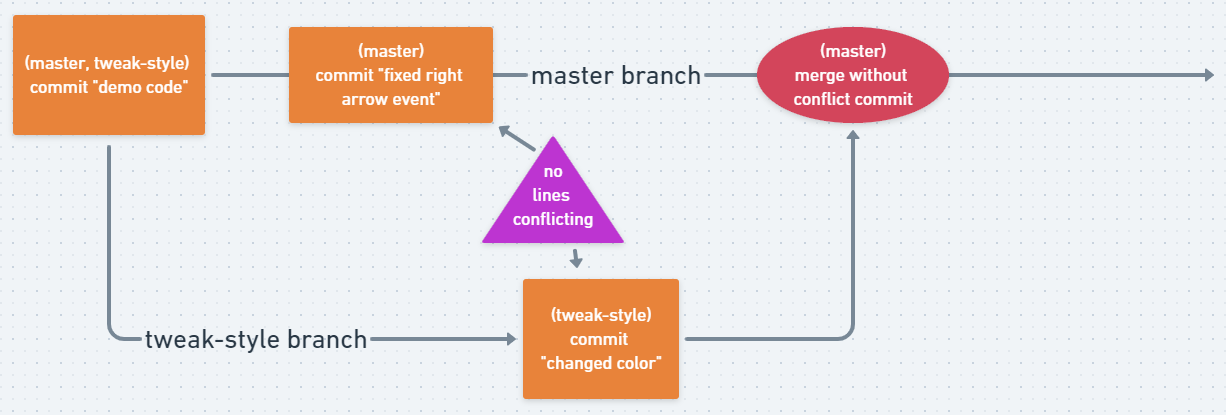 (master, tweak-style)
commit "demo code"
(master)
commit "fixed right
arrow event"
master branch
(master)
merge without
conflict commit
no
lines
conflicting
tweak-style branch
(tweak-style)
commit
"changed color"